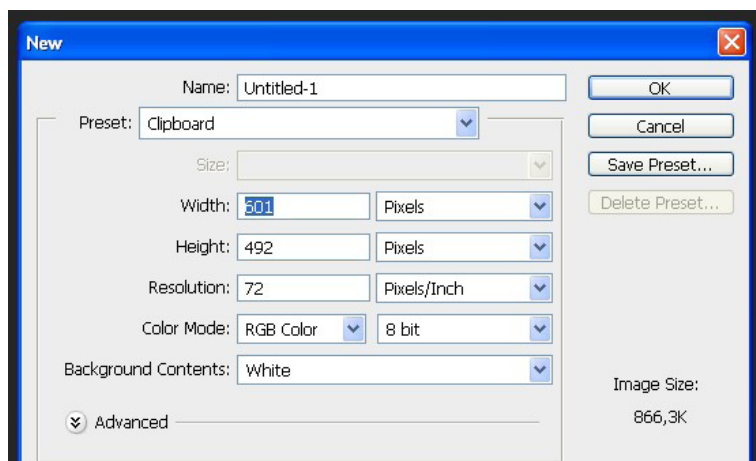 New
Name: Untitled-1
OK
Preset: Clipboard
Cancel
Size:
Save Preset...
Width: 601 Pixels
Delete Preset...
Height: 492 Pixels
Resolution: 72 Pixels/Inch
Color Mode: RGB Color 8 bit
Background Contents: White
Image Size:
866,3K
Advanced